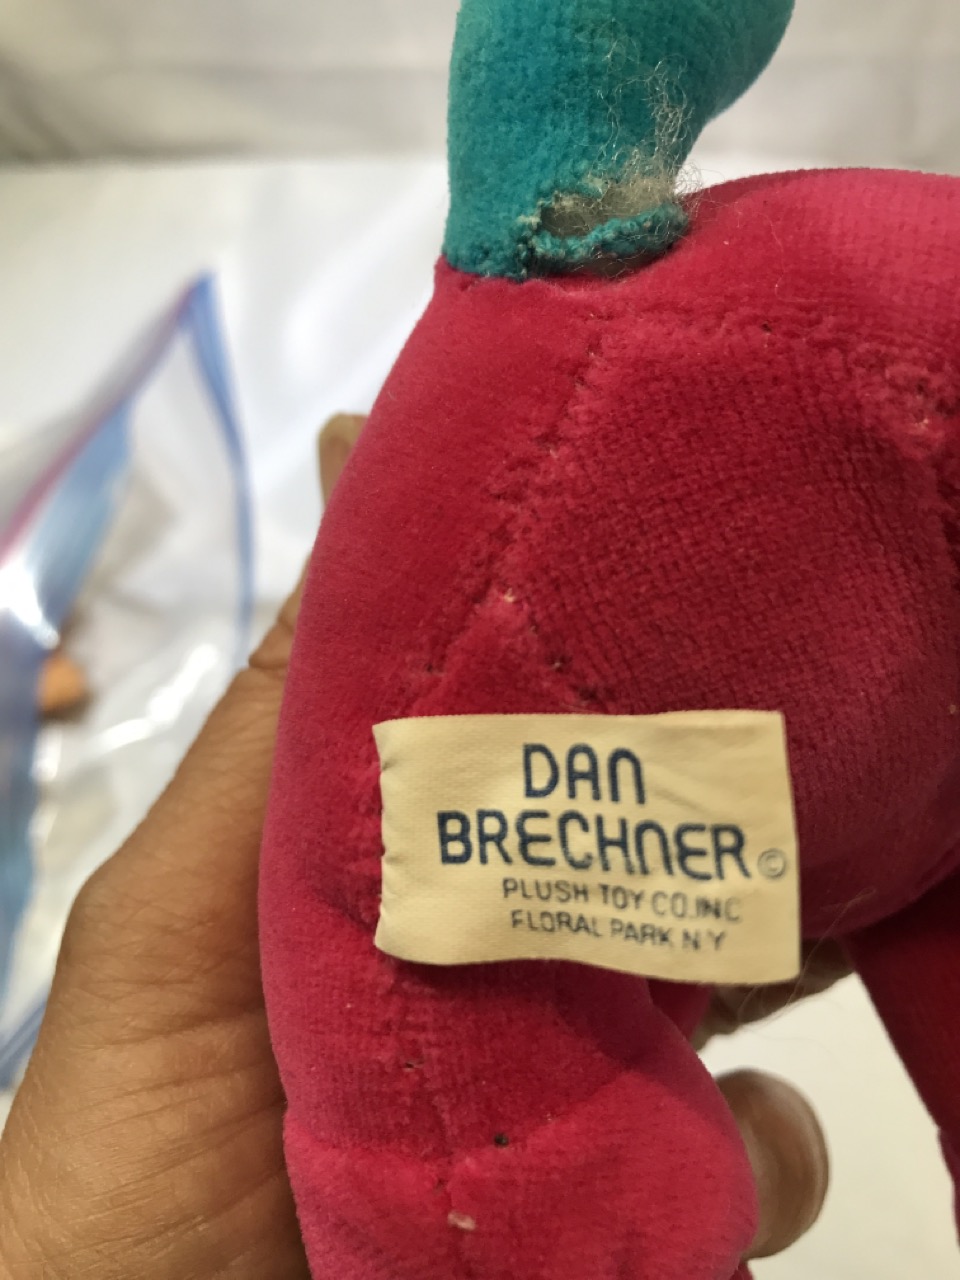 DAN
BRECHNER ©
PLUSH TOY CO. INC
FLORAL PARK N Y